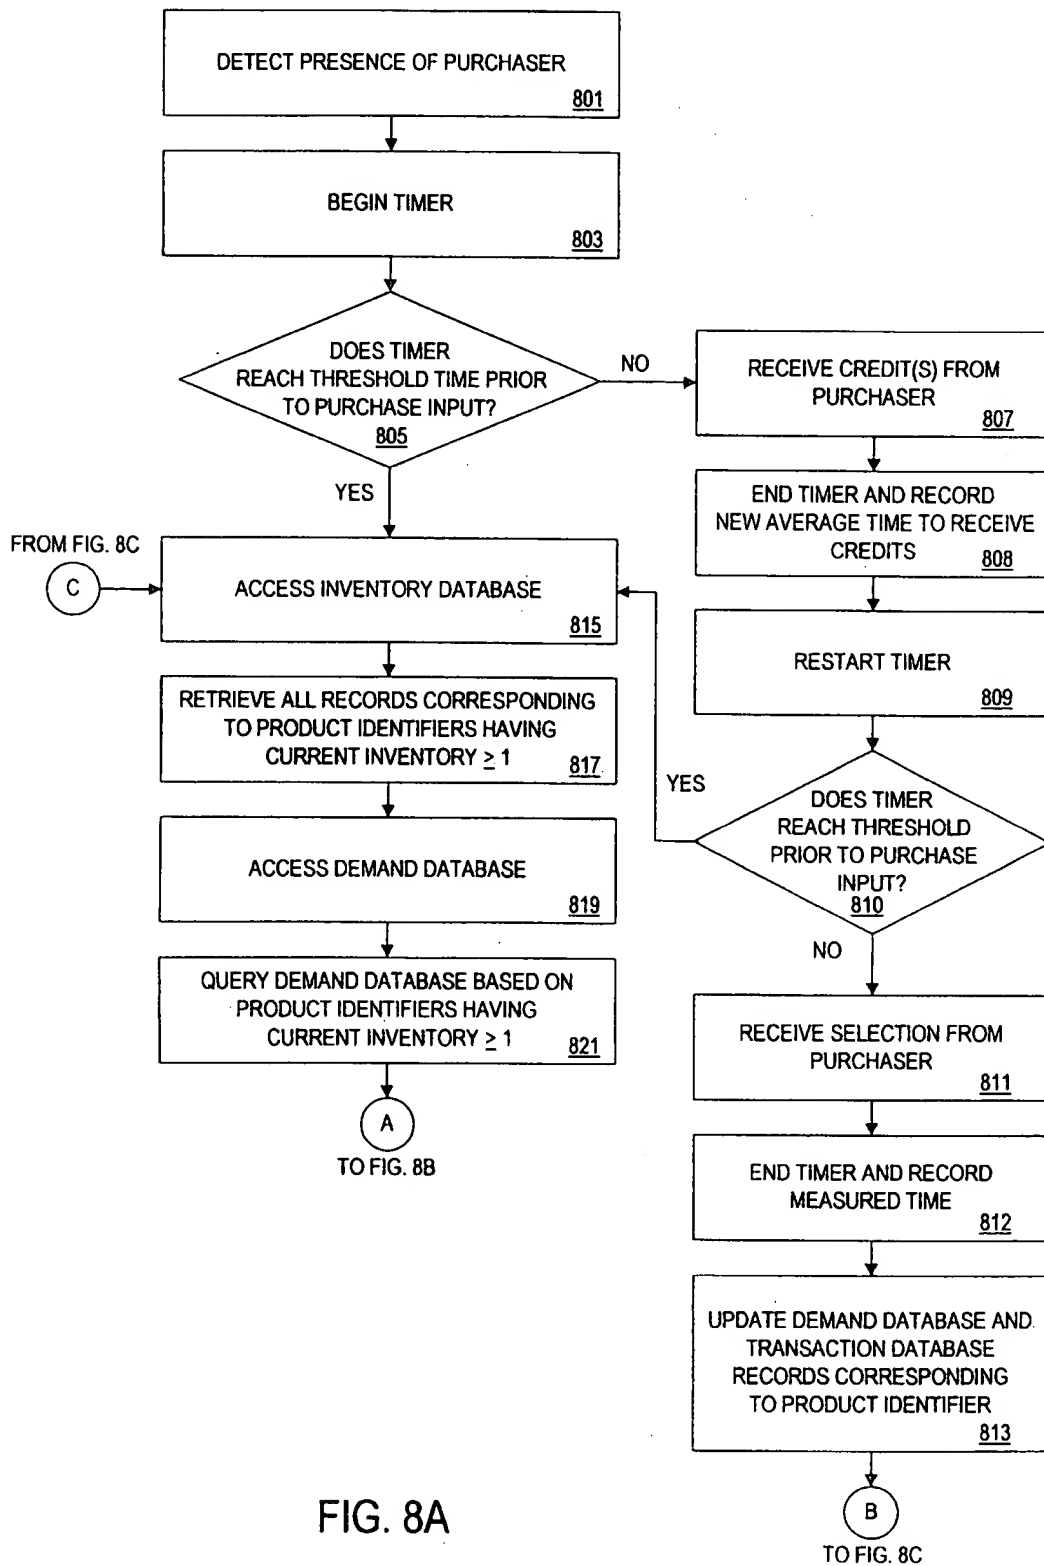 DETECT PRESENCE OF PURCHASER
801
BEGIN TIMER
803
DOES TIMER
REACH THRESHOLD TIME PRIOR
TO PURCHASE INPUT?
805
NO
YES
RECEIVE CREDIT(S) FROM
PURCHASER
807
END TIMER AND RECORD
NEW AVERAGE TIME TO RECEIVE
CREDITS
808
RESTART TIMER
809
DOES TIMER
REACH THRESHOLD
PRIOR TO PURCHASE
INPUT?
810
YES
NO
RECEIVE SELECTION FROM
PURCHASER
811
END TIMER AND RECORD
MEASURED TIME
812
UPDATE DEMAND DATABASE AND
TRANSACTION DATABASE
RECORDS CORRESPONDING
TO PRODUCT IDENTIFIER
813
B
TO FIG. 8C
FROM FIG. 8C
C
ACCESS INVENTORY DATABASE
815
RETRIEVE ALL RECORDS CORRESPONDING
TO PRODUCT IDENTIFIERS HAVING
CURRENT INVENTORY ≥ 1
817
ACCESS DEMAND DATABASE
819
QUERY DEMAND DATABASE BASED ON
PRODUCT IDENTIFIERS HAVING
CURRENT INVENTORY ≥ 1
821
A
TO FIG. 8B
FIG. 8A